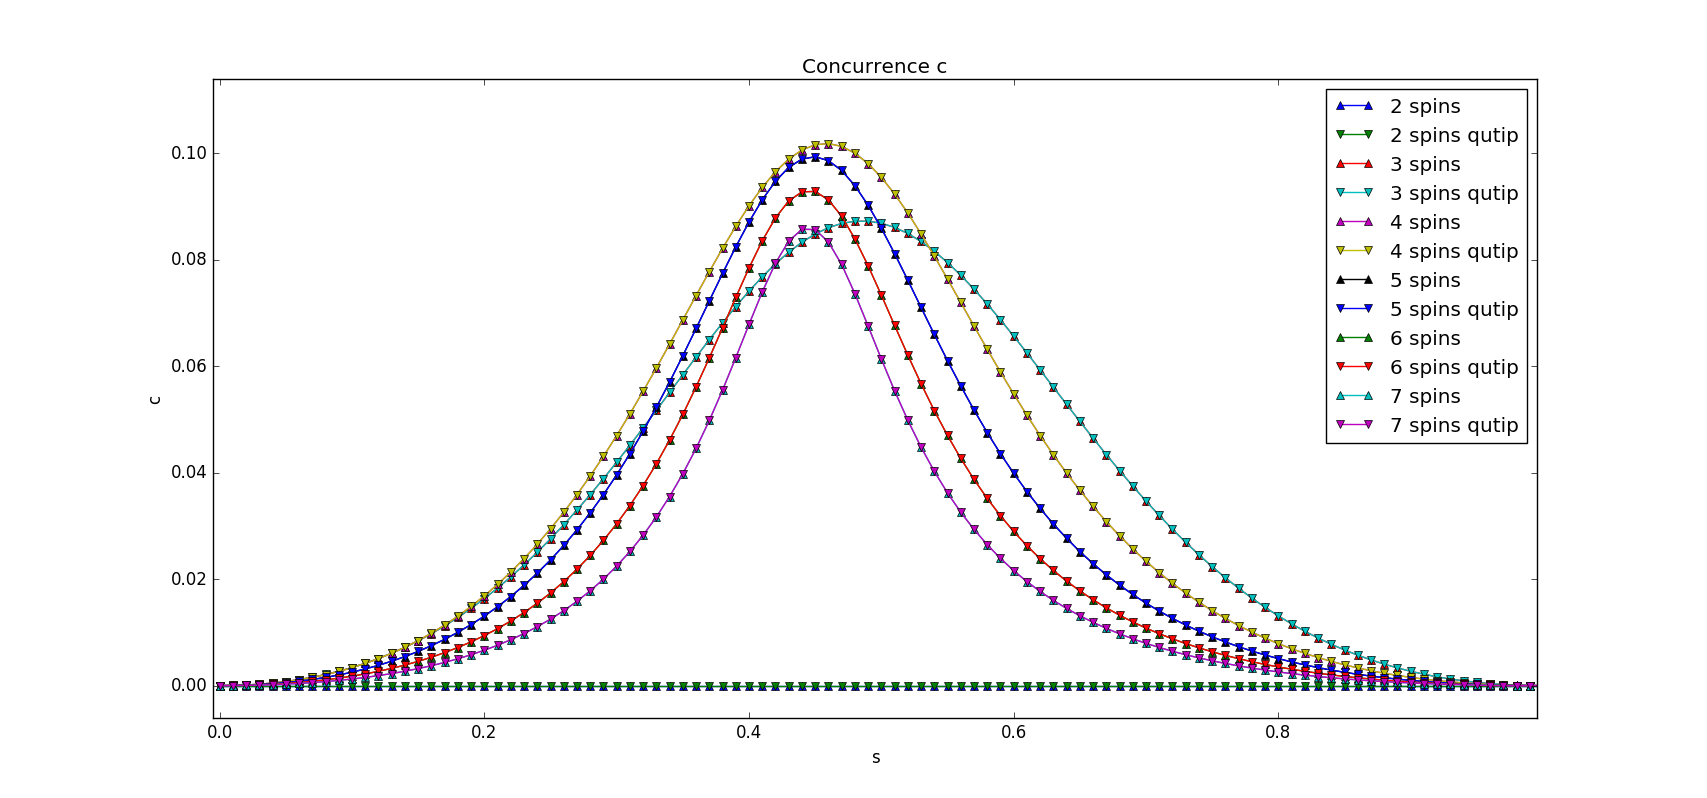 Concurrence c
2 spins
2 spins qutip
3 spins
3 spins qutip
4 spins
4 spins qutip
5 spins
5 spins qutip
6 spins
6 spins qutip
7 spins
7 spins qutip
0.10
0.08
0.06
0.04
0.02
0.00
c
0.0 0.2 0.4 0.6 0.8
s